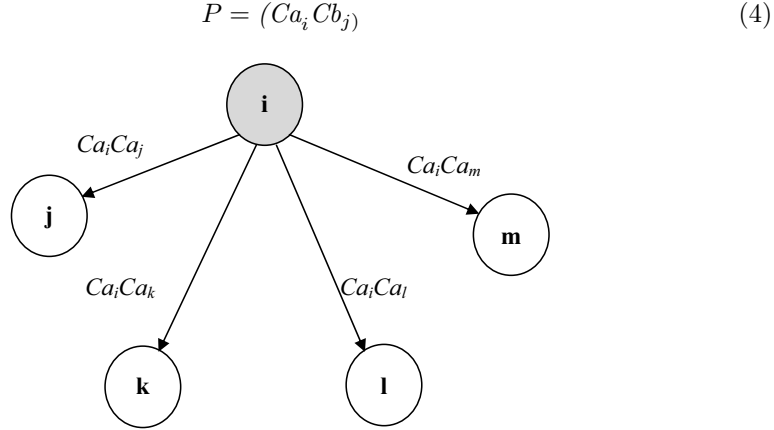 P = (Ca_i Cb_j)                (4)
i
Ca_iCa_j
Ca_iCa_m
j
m
Ca_iCa_k
Ca_iCa_l
k
l